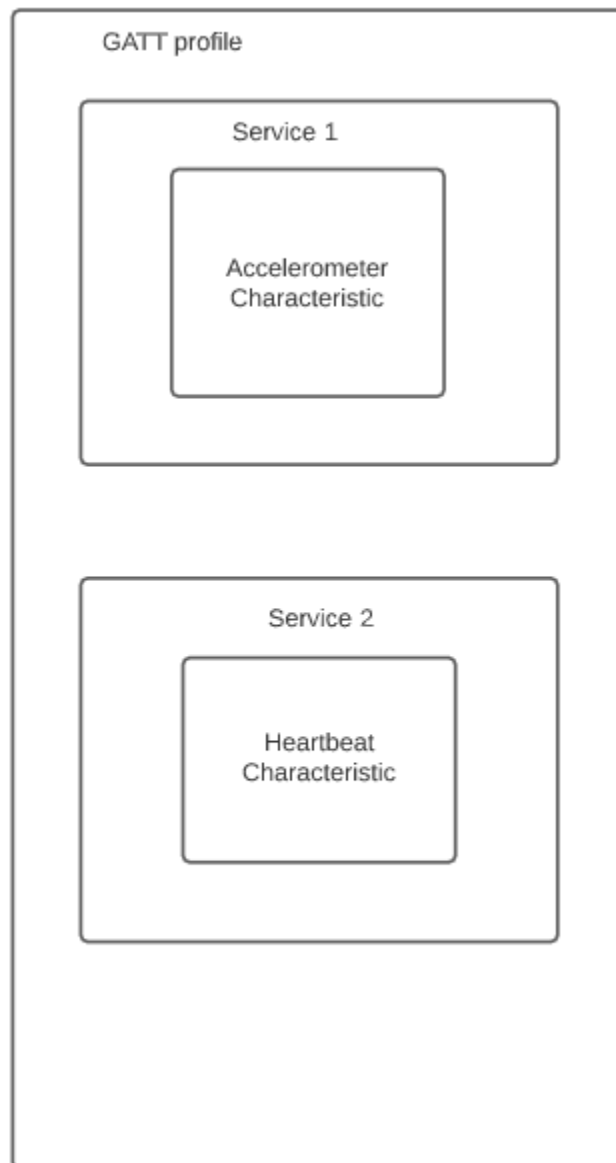 GATT profile
Service 1
Accelerometer
Characteristic
Service 2
Heartbeat
Characteristic